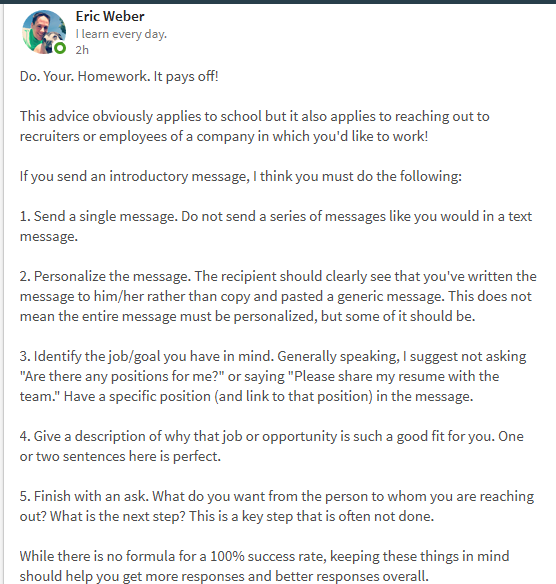 Eric Weber
I learn every day.
2h
Do. Your. Homework. It pays off!
This advice obviously applies to school but it also applies to reaching out to
recruiters or employees of a company in which you'd like to work!
If you send an introductory message, I think you must do the following:
1. Send a single message. Do not send a series of messages like you would in a text
message.
2. Personalize the message. The recipient should clearly see that you've written the
message to him/her rather than copy and pasted a generic message. This does not
mean the entire message must be personalized, but some of it should be.
3. Identify the job/goal you have in mind. Generally speaking, I suggest not asking
"Are there any positions for me?" or saying "Please share my resume with the
team." Have a specific position (and link to that position) in the message.
4. Give a description of why that job or opportunity is such a good fit for you. One
or two sentences here is perfect.
5. Finish with an ask. What do you want from the person to whom you are reaching
out? What is the next step? This is a key step that is often not done.
While there is no formula for a 100% success rate, keeping these things in mind
should help you get more responses and better responses overall.